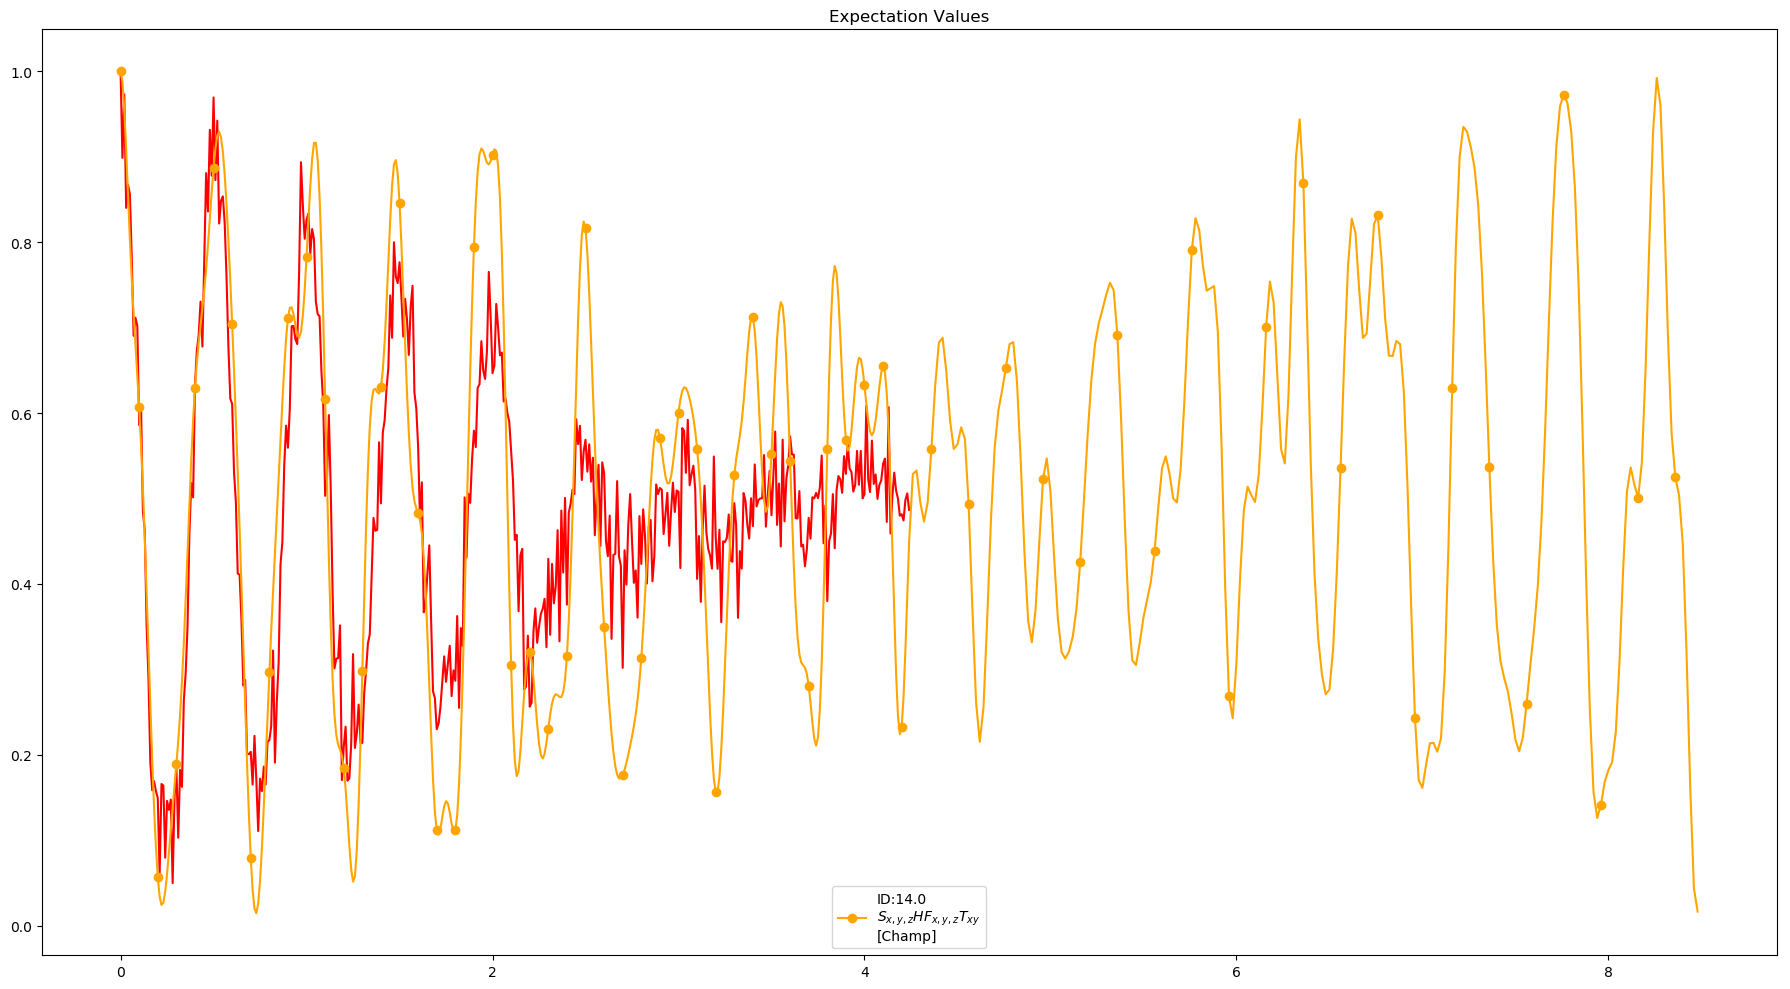 Expectation Values
1.0
0.8
0.6
0.4
0.2
0.0
0
2
4
6
8
ID:14.0
$S_{x,y,z}HF_{x,y,z}T_{xy}$
[Champ]